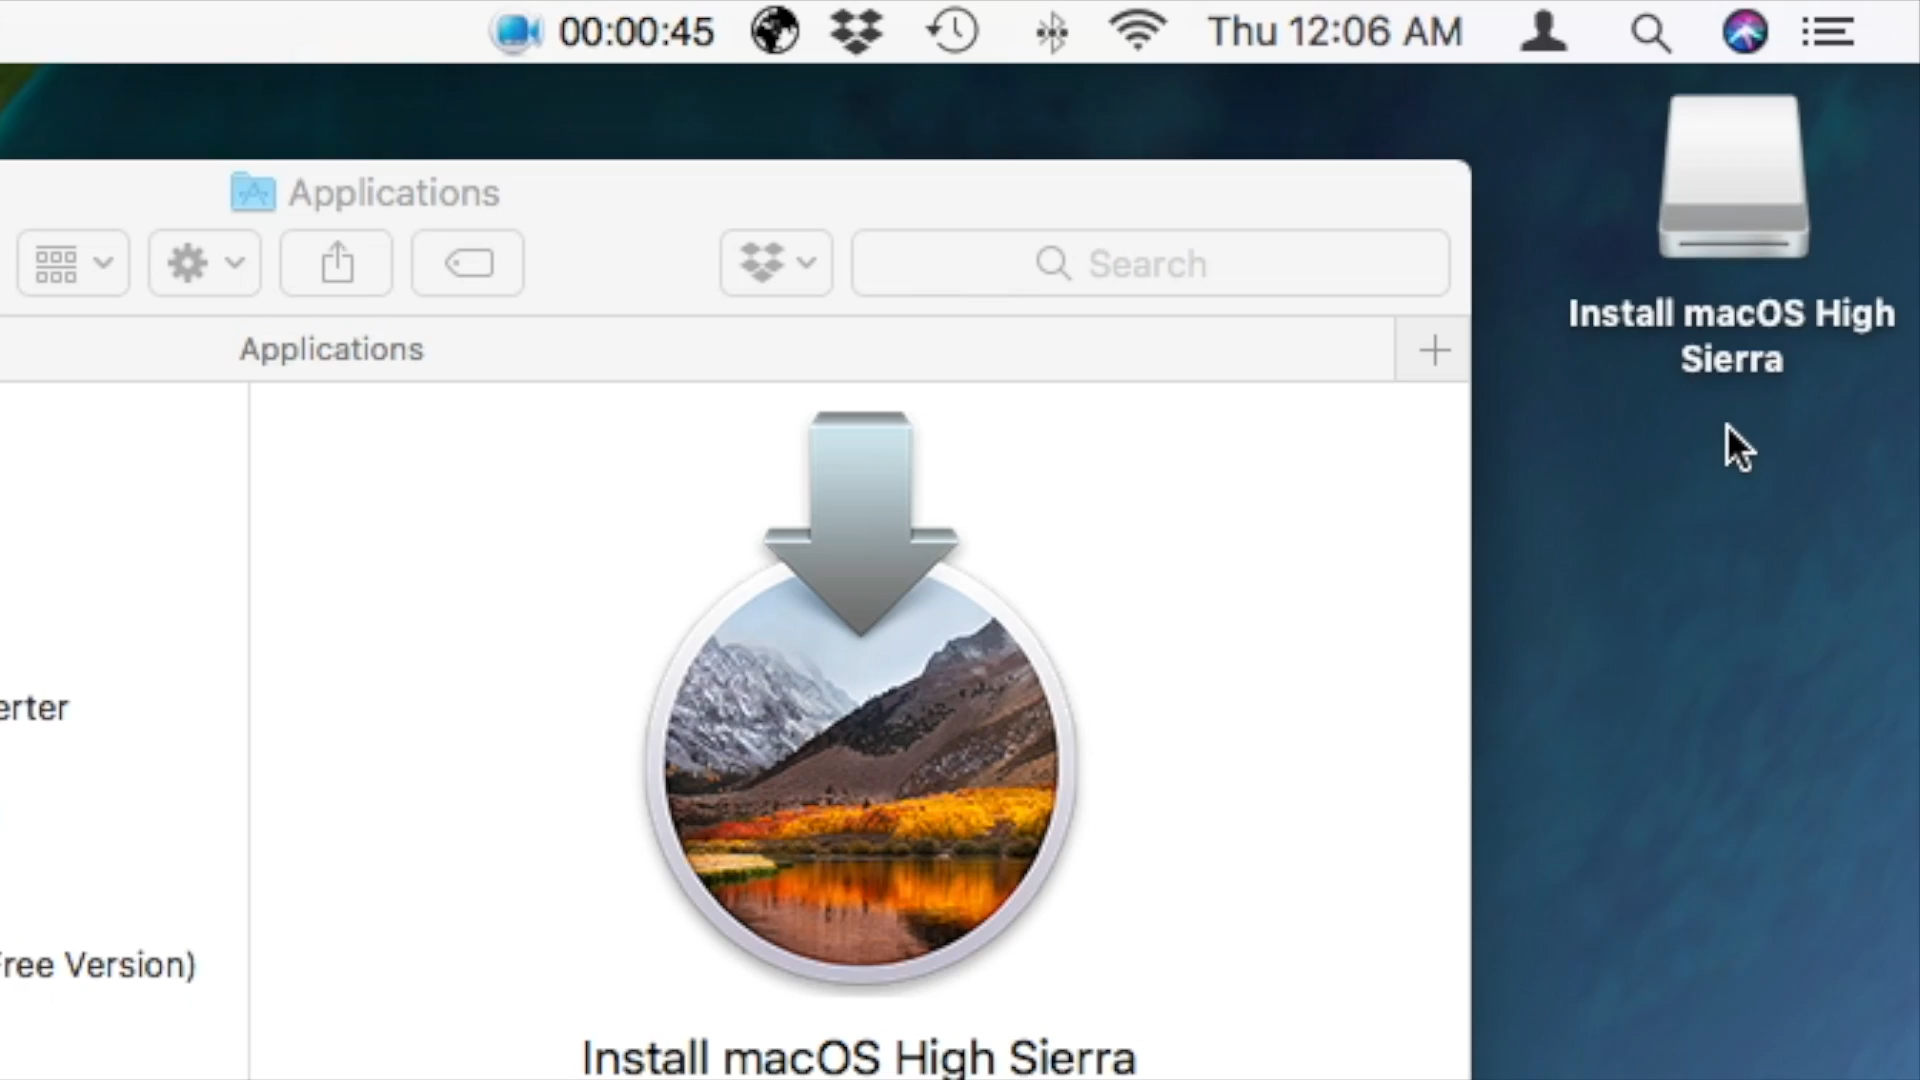 00:00:45 Thu 12:06 AM
Applications
Search
Install macOS High
Sierra
Applications
erter
ree Version)
Install macOS High Sierra